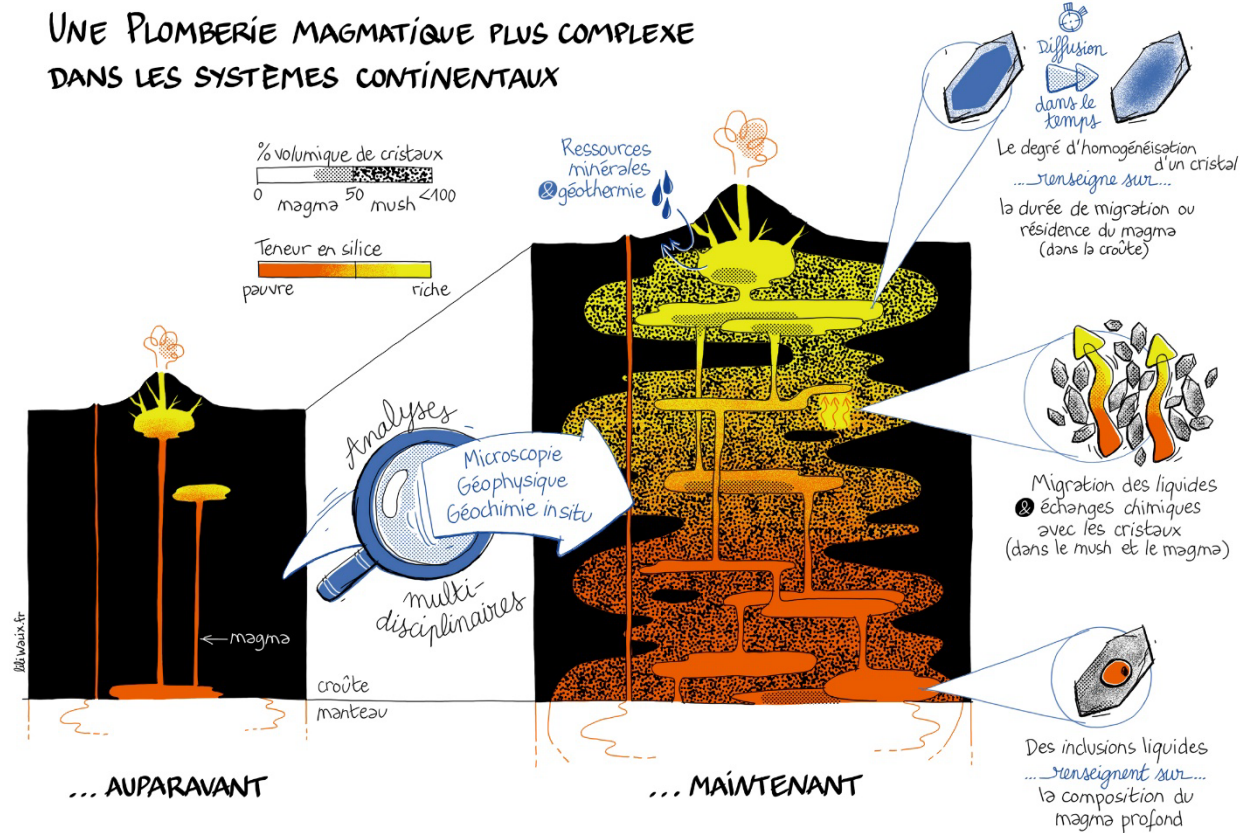 UNE PLOMBERIE MAGMATIQUE PLUS COMPLEXE
DANS LES SYSTÈMES CONTINENTAUX
% volumique de cristaux
0 50 <100
magma mush
Teneur en silice
pauvre riche
Ressources
minérales
& géothermie
Diffusion
dans le
temps
Le degré d'homogénéisation
d'un cristal
...renseigne sur...
la durée de migration ou
résidence du magma
(dans la croûte)
Analyses
Microscopie
Géophysique
Géochimie in situ
multi-
disciplinaires
Migration des liquides
& échanges chimiques
avec les cristaux
(dans le mush et le magma)
magma
liliwarix.fr
croûte
manteau
Des inclusions liquides
...renseignent sur...
la composition du
magma profond
...AUPARAVANT
...MAINTENANT